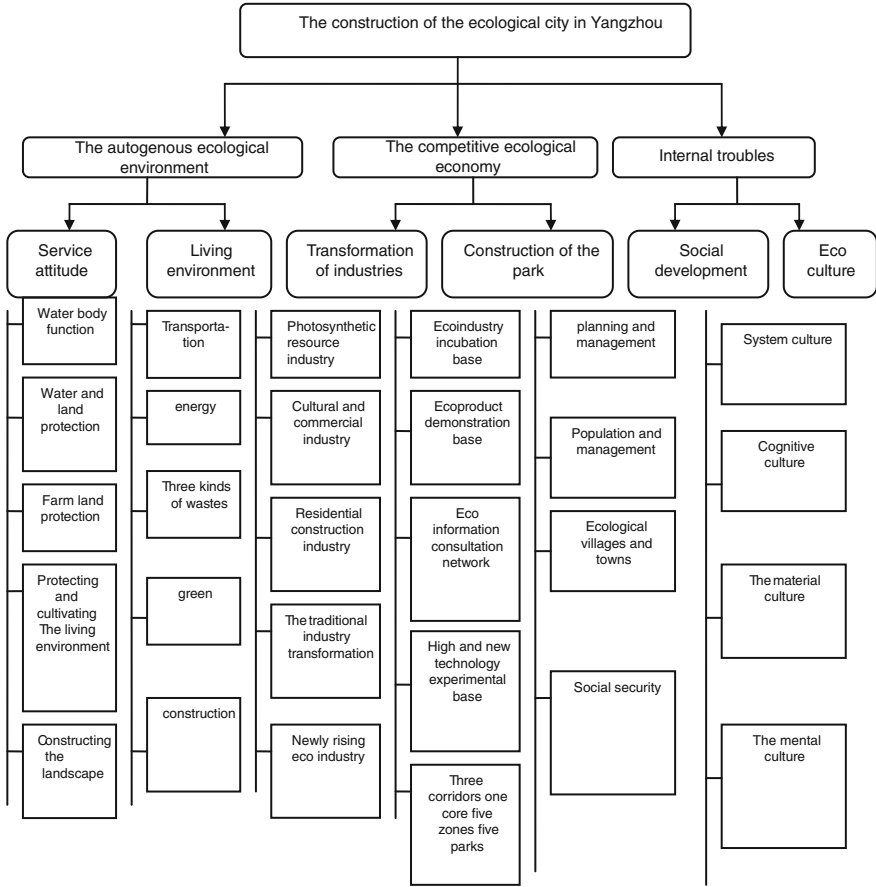 The construction of the ecological city in Yangzhou
The autogenous ecological
environment
The competitive ecological
economy
Internal troubles
Service
attitude
Living
environment
Transformation
of industries
Construction of the
park
Social
development
Eco
culture
Water body
function
Water and
land
protection
Farm land
protection
Protecting
and
cultivating
The living
environment
Constructing
the
landscape
Transporta-
tion
energy
Three kinds
of wastes
green
construction
Photosynthetic
resource
industry
Cultural and
commercial
industry
Residential
construction
industry
The traditional
industry
transformation
Newly rising
eco industry
Ecoindustry
incubation
base
Ecoproduct
demonstration
base
Eco
information
consultation
network
High and new
technology
experimental
base
Three
corridors one
core five
zones five
parks
planning and
management
Population and
management
Ecological
villages and
towns
Social security
System culture
Cognitive
culture
The material
culture
The mental
culture